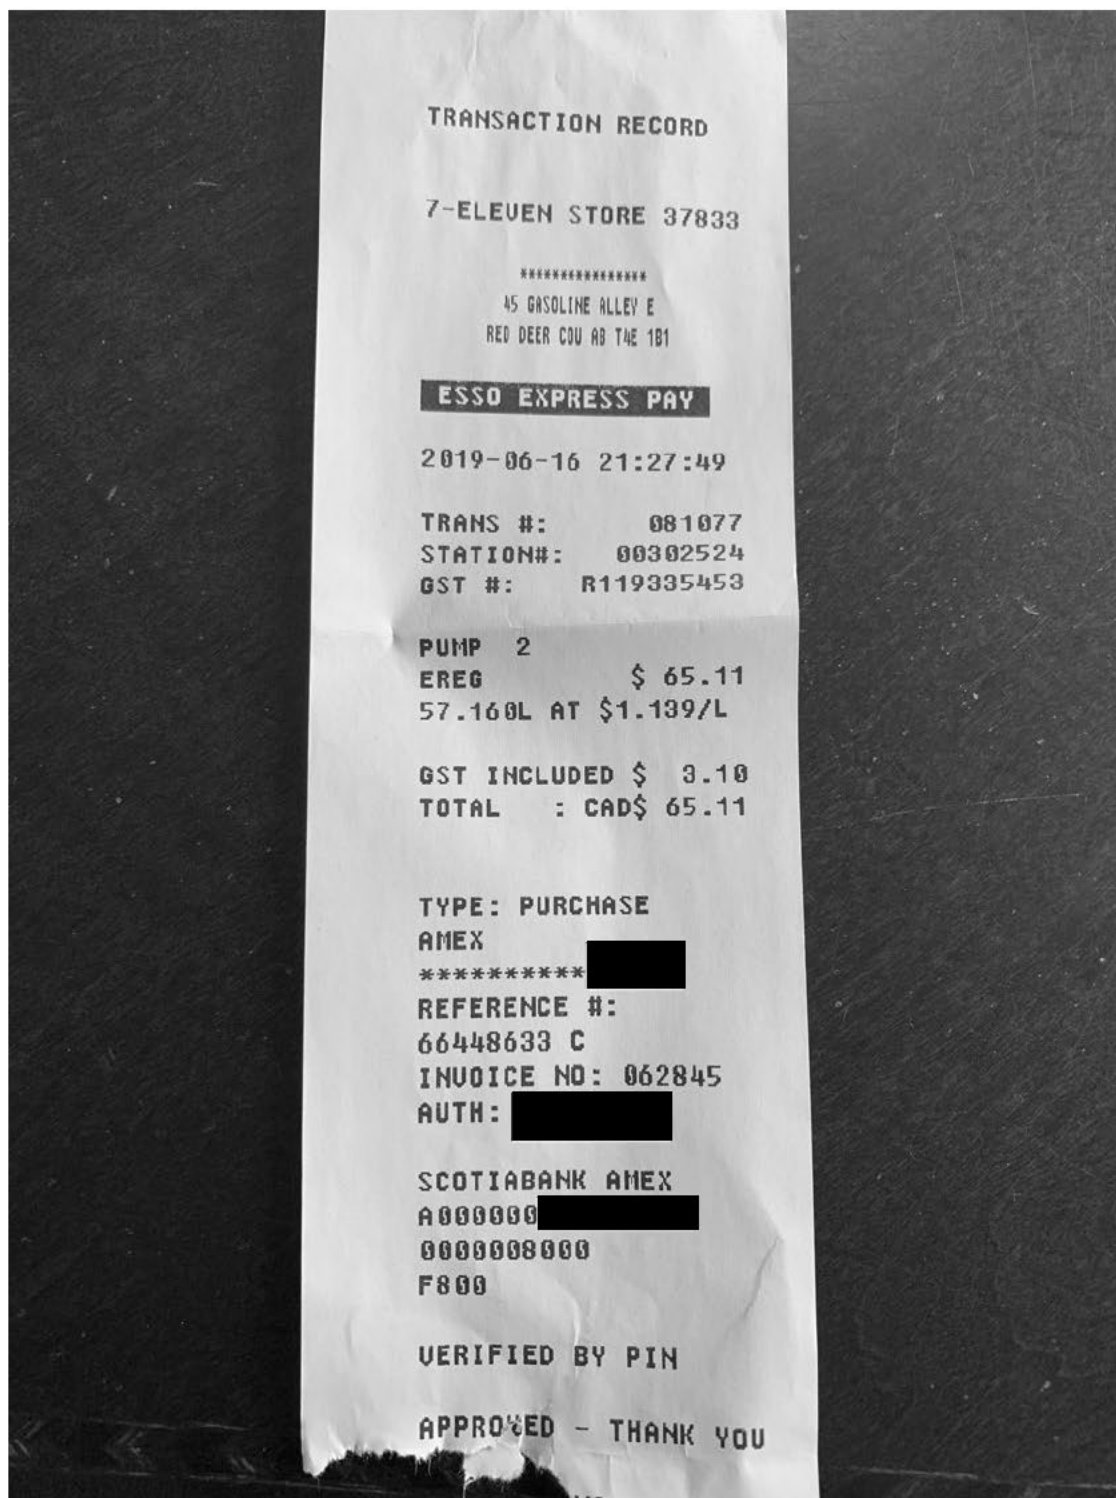 TRANSACTION RECORD
7-ELEVEN STORE 37833
****************
45 GASOLINE ALLEY E
RED DEER COU AB T4E 1B1
ESSO EXPRESS PAY
2019-06-16 21:27:49
TRANS #: 081077
STATION#: 00302524
GST #: R119335453
PUMP 2
EREG $ 65.11
57.160L AT $1.139/L
GST INCLUDED $ 3.10
TOTAL : CAD$ 65.11
TYPE: PURCHASE
AMEX
**********
REFERENCE #:
66448633 C
INVOICE NO: 062845
AUTH:
SCOTIABANK AMEX
A000000
0000008000
F800
VERIFIED BY PIN
APPROVED - THANK YOU